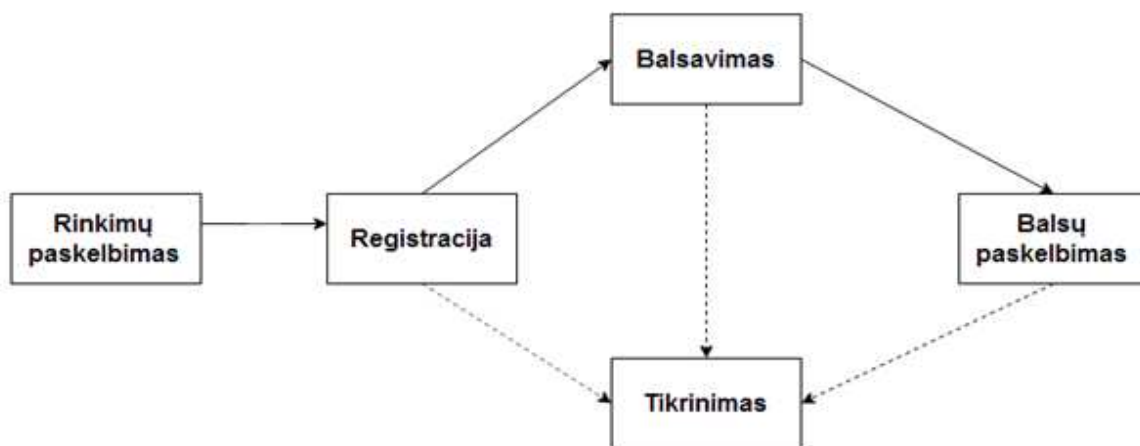 Balsavimas
Rinkimų
paskelbimas
Registracija
Balsų
paskelbimas
Tikrinimas